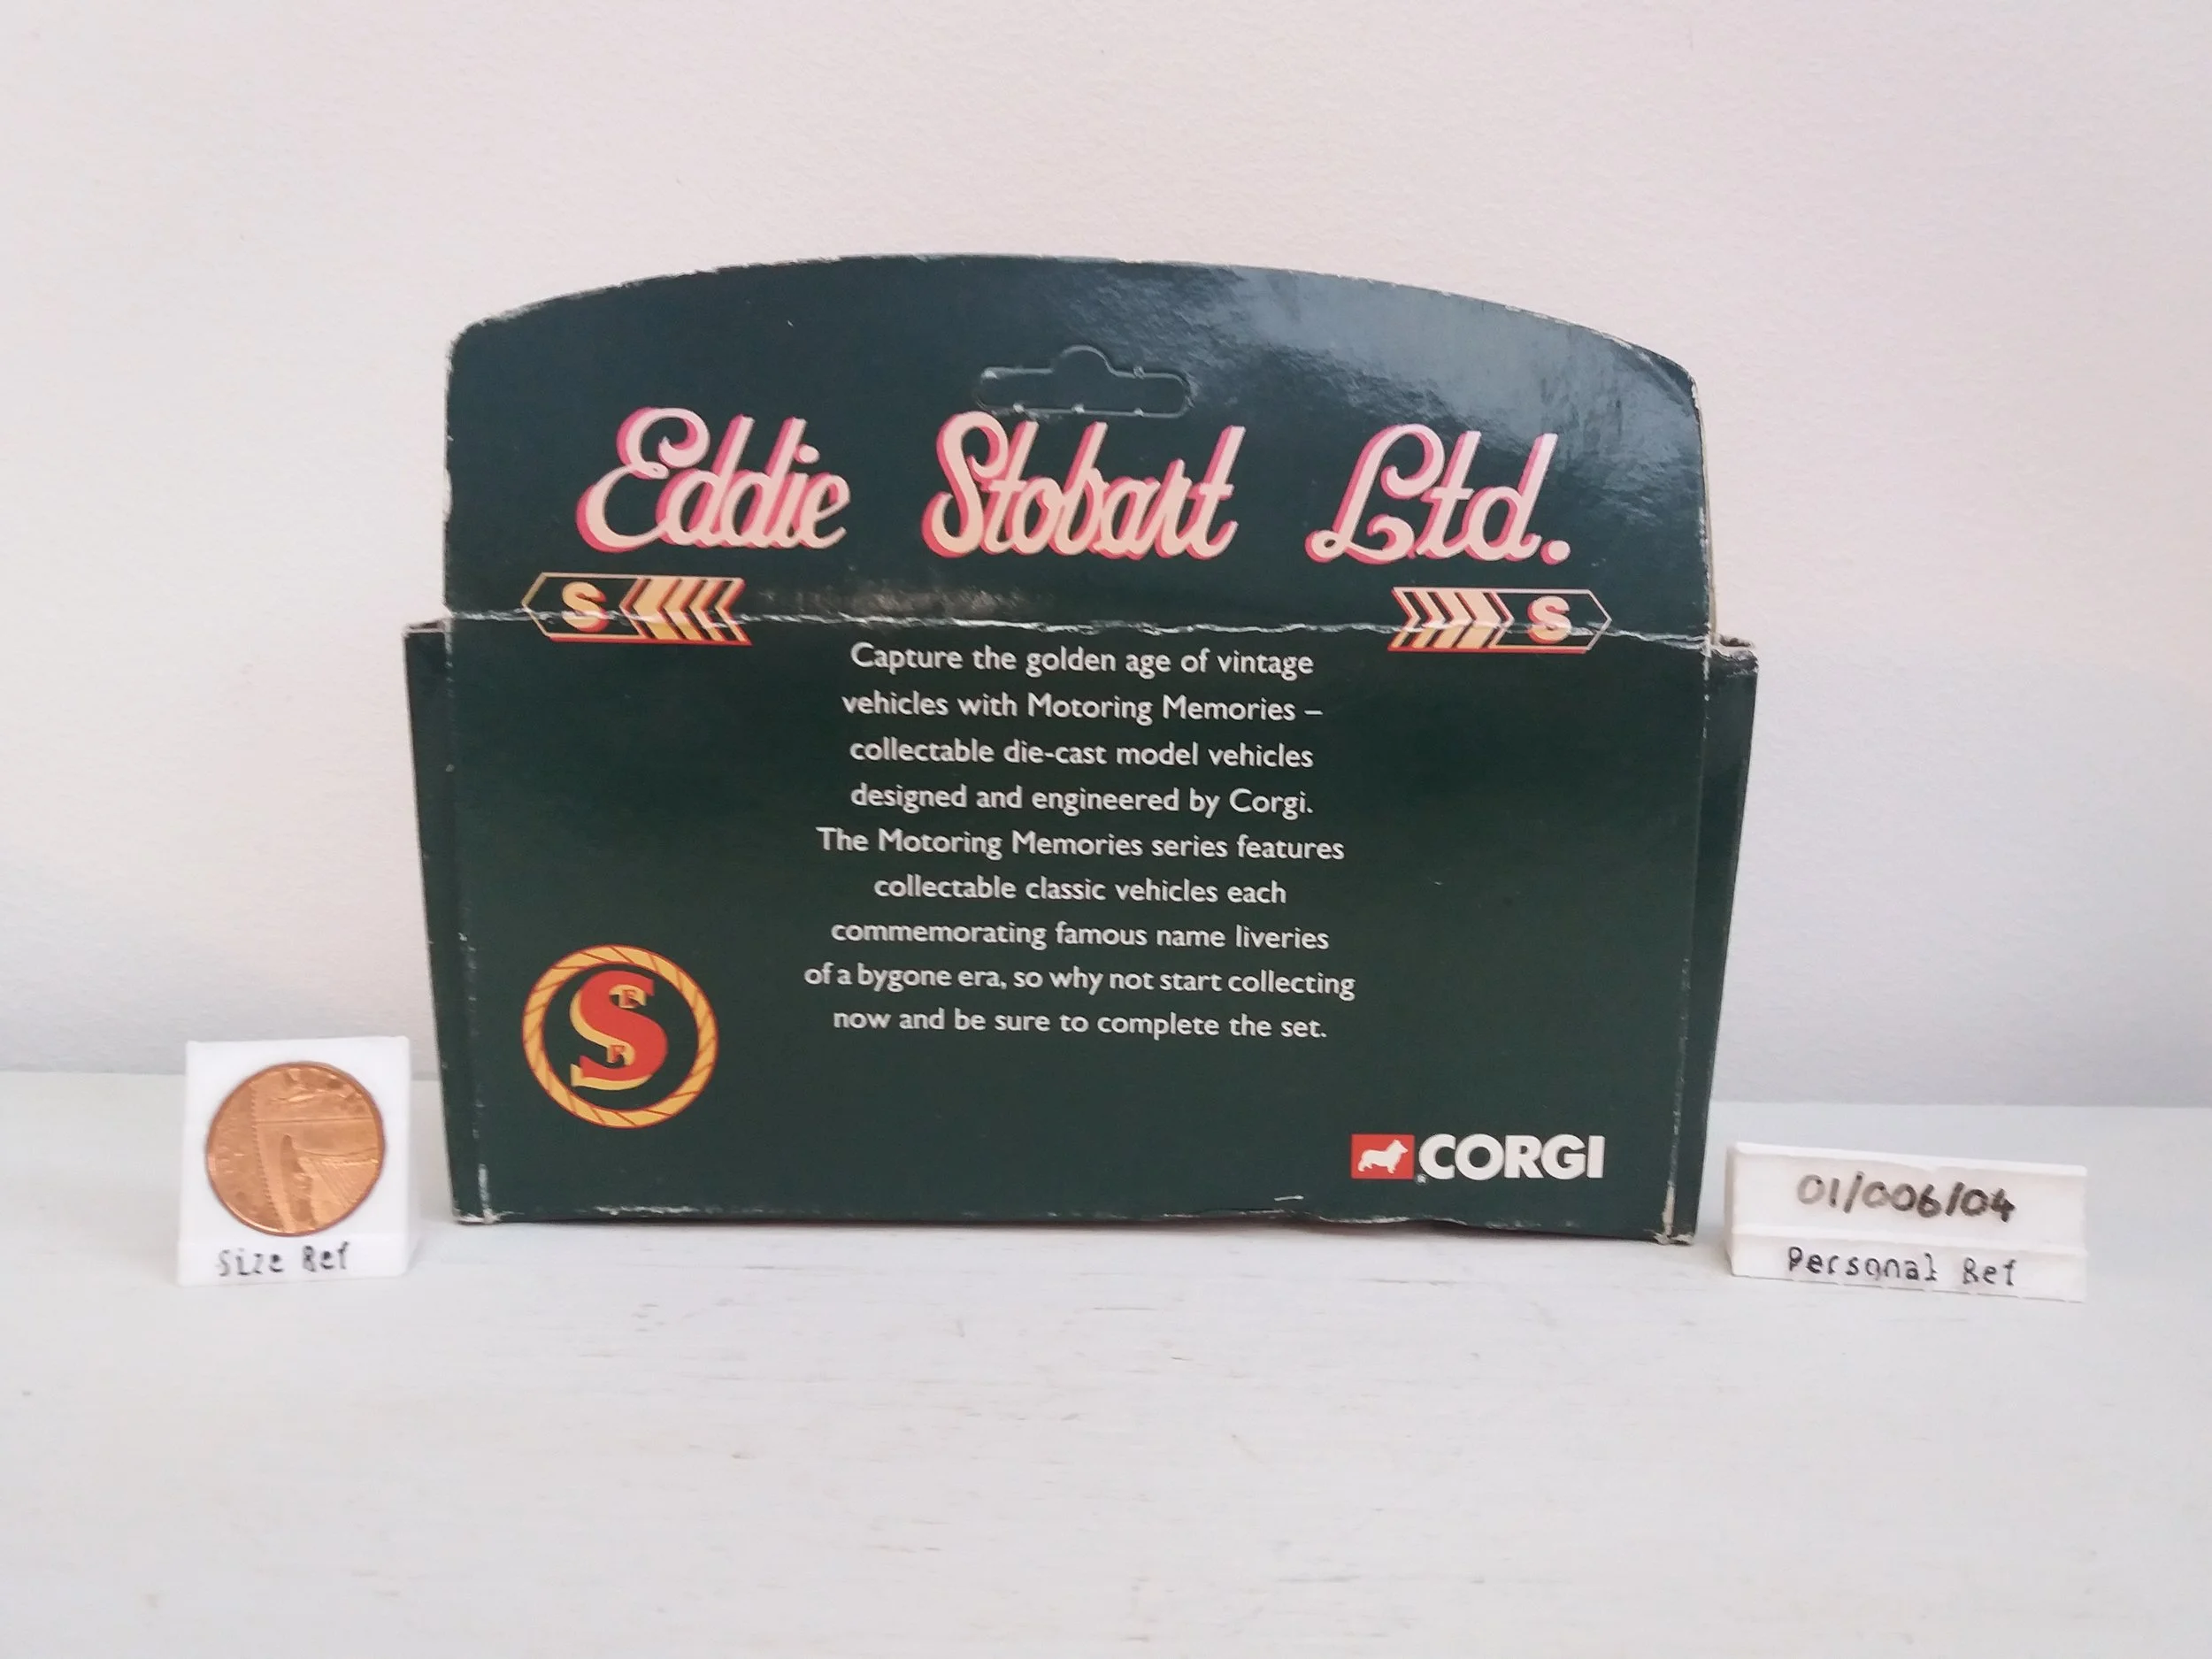 Eddie Stobart Ltd.
S S
Capture the golden age of vintage
vehicles with Motoring Memories –
collectable die-cast model vehicles
designed and engineered by Corgi.
The Motoring Memories series features
collectable classic vehicles each
commemorating famous name liveries
of a bygone era, so why not start collecting
now and be sure to complete the set.
S
CORGI
®
Size Ref
01/006/04
Personal Ref